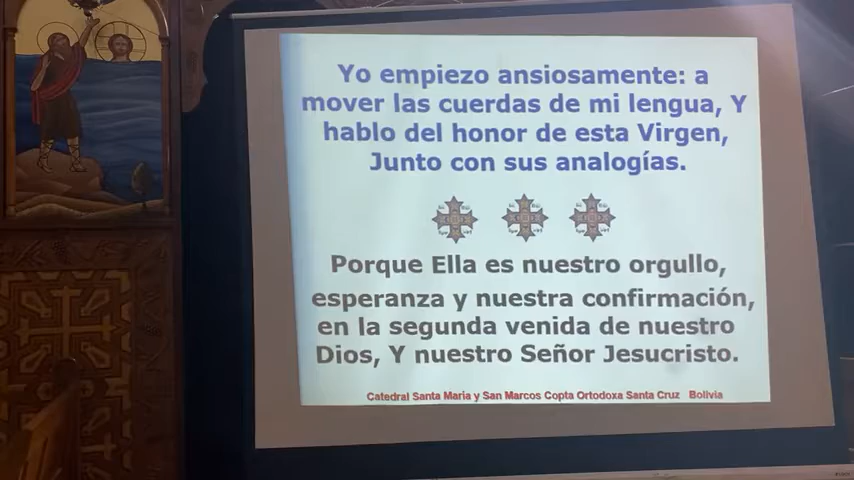 Yo empiezo ansiosamente: a
mover las cuerdas de mi lengua, Y
hablo del honor de esta Virgen,
Junto con sus analogías.
Porque Ella es nuestro orgullo,
esperanza y nuestra confirmación,
en la segunda venida de nuestro
Dios, Y nuestro Señor Jesucristo.
Catedral Santa Maria y San Marcos Copta Ortodoxa Santa Cruz Bolivia